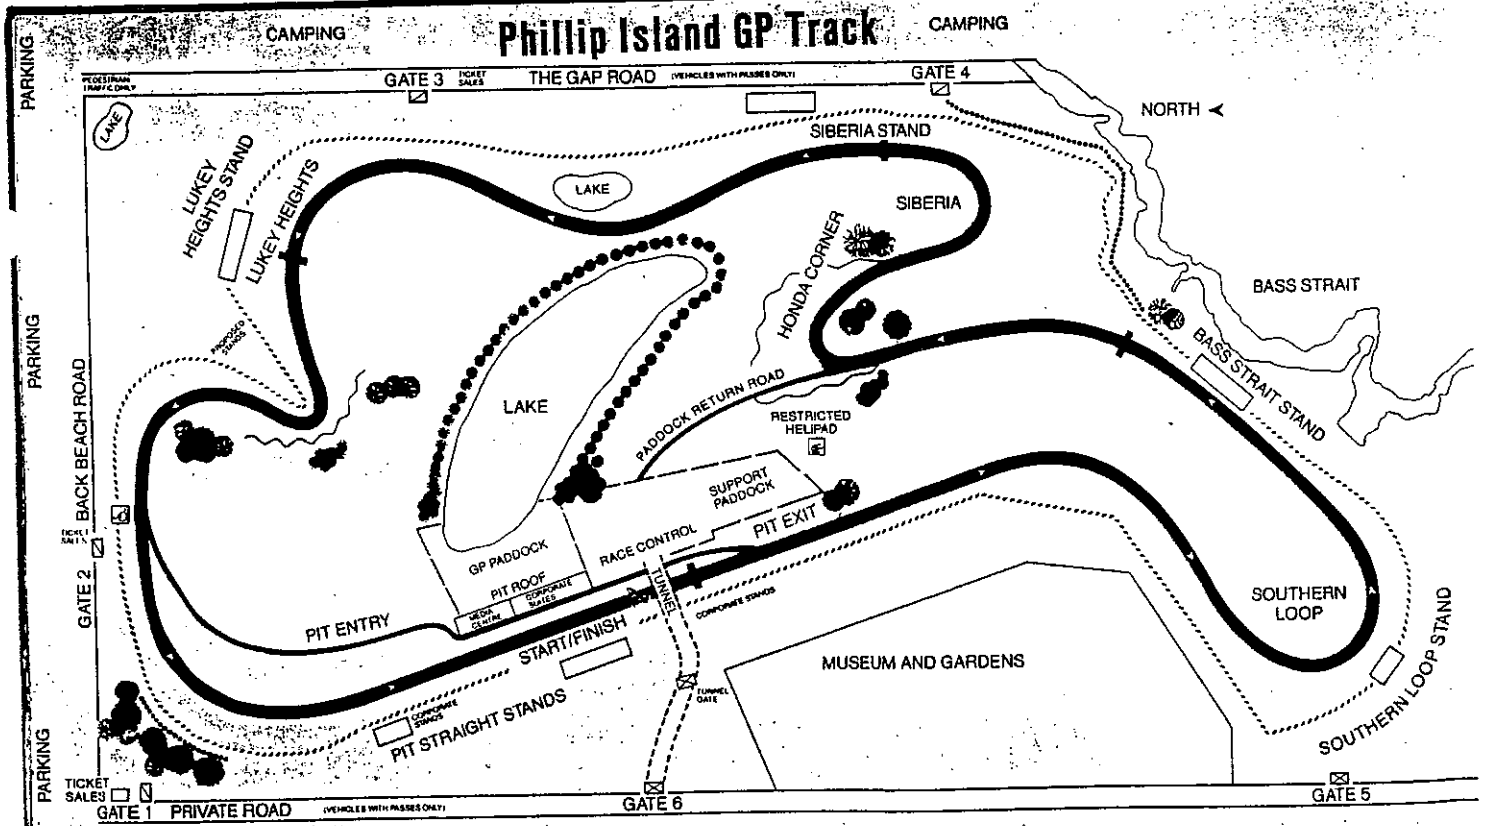 Phillip Island GP Track
CAMPING
CAMPING
PARKING
PEDESTRIAN
TRAFFIC ONLY
GATE 3
TICKET
SALES
THE GAP ROAD
(VEHICLES WITH PASSES ONLY)
GATE 4
NORTH
LAKE
SIBERIA STAND
LUKEY
HEIGHTS STAND
LUKEY HEIGHTS
LAKE
SIBERIA
HONDA CORNER
BASS STRAIT
PARKING
PROPOSED
STANDS
BASS STRAIT STAND
BACK BEACH ROAD
LAKE
PADDOCK RETURN ROAD
RESTRICTED
HELIPAD
SUPPORT
PADDOCK
PIT EXIT
TICKET
SALES
GATE 2
GP PADDOCK
RACE CONTROL
PIT ROOF
TUNNEL
MEDIA
CENTRE
CORPORATE
SUITES
CORPORATE STANDS
PIT ENTRY
START/FINISH
SOUTHERN
LOOP
MUSEUM AND GARDENS
SOUTHERN LOOP STAND
TUNNEL
GATE
CORPORATE
STANDS
PIT STRAIGHT STANDS
PARKING
TICKET
SALES
GATE 1
PRIVATE ROAD
(VEHICLES WITH PASSES ONLY)
GATE 6
GATE 5